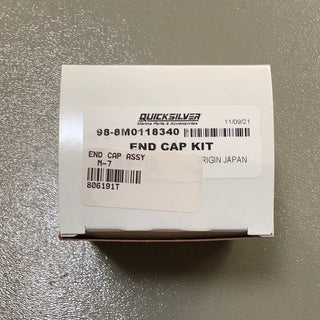 QUICKSILVER
Marine Parts & Accessories
11/09/21
98-8M0118340
END CAP KIT
ORIGIN JAPAN
END CAP ASSY
M-7
806191T